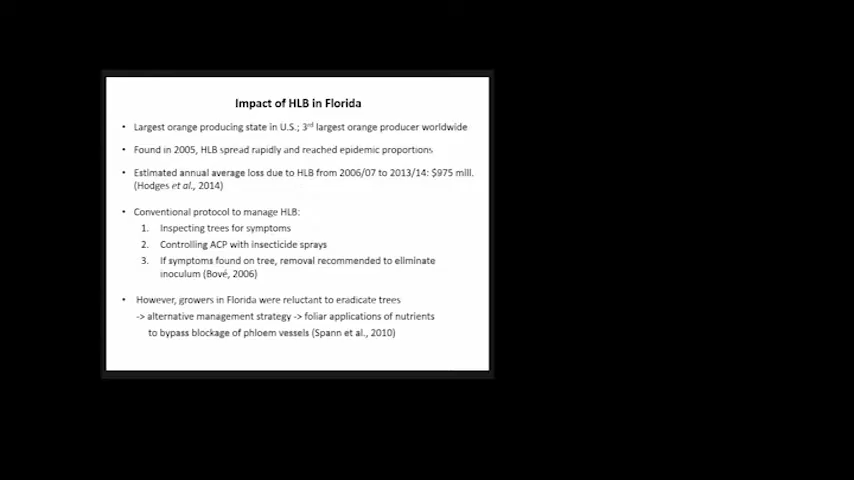 Impact of HLB in Florida
• Largest orange producing state in U.S.; 3rd largest orange producer worldwide
• Found in 2005, HLB spread rapidly and reached epidemic proportions
• Estimated annual average loss due to HLB from 2006/07 to 2013/14: $975 mill.
(Hodges et al., 2014)
• Conventional protocol to manage HLB:
1. Inspecting trees for symptoms
2. Controlling ACP with insecticide sprays
3. If symptoms found on tree, removal recommended to eliminate
inoculum (Bové, 2006)
• However, growers in Florida were reluctant to eradicate trees
-> alternative management strategy -> foliar applications of nutrients
to bypass blockage of phloem vessels (Spann et al., 2010)